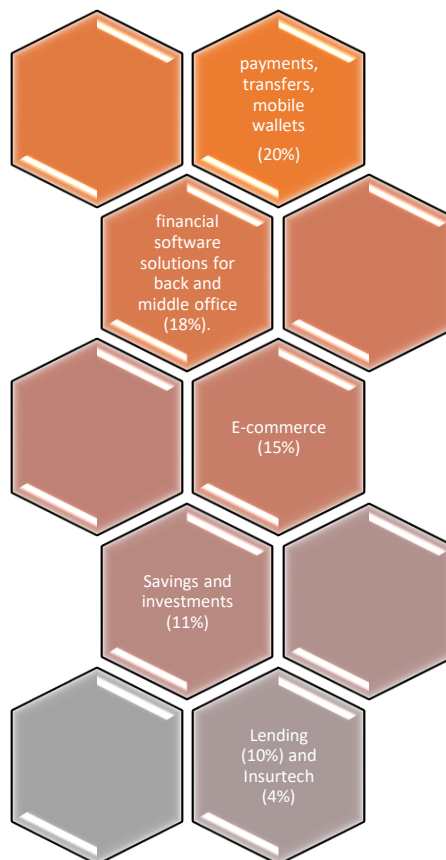 payments,
transfers,
mobile
wallets
(20%)
financial
software
solutions for
back and
middle office
(18%).
E-commerce
(15%)
Savings and
investments
(11%)
Lending
(10%) and
Insurtech
(4%)